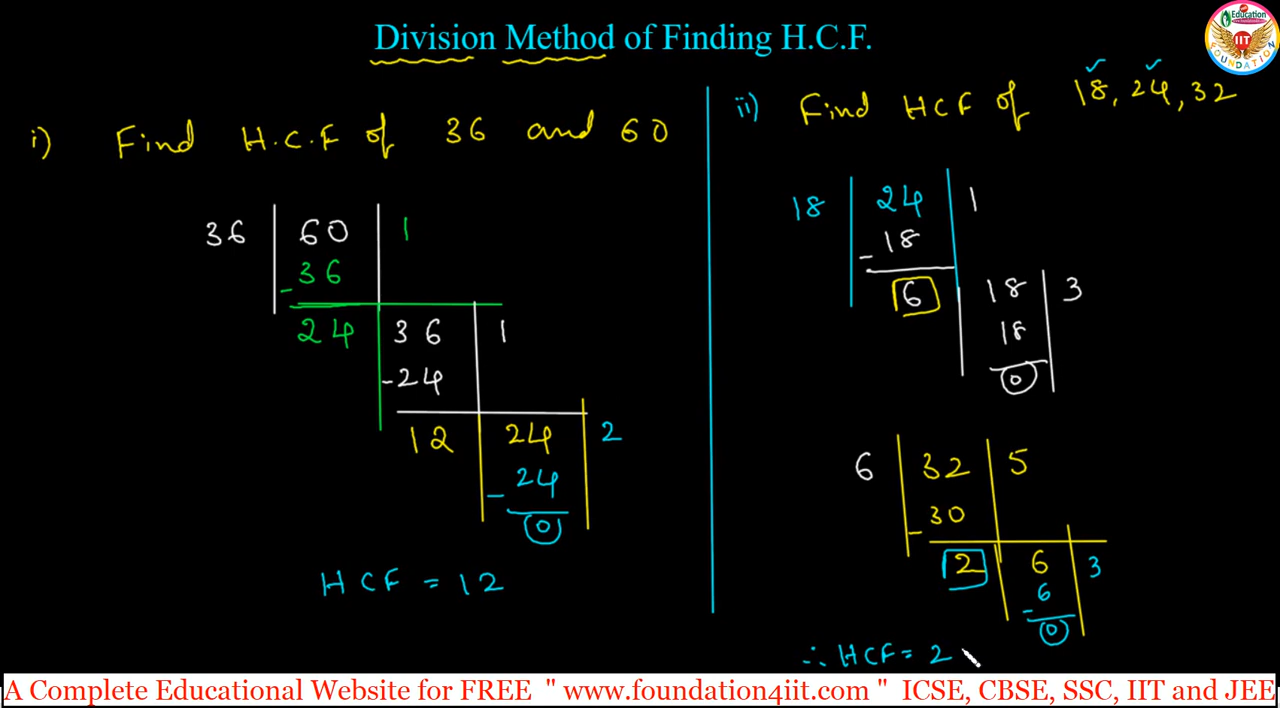 Division Method of Finding H.C.F.
Education
IIT
FOUNDATION
i) Find H.C.F of 36 and 60
36 | 60 | 1
- 36
24 | 36 | 1
-24
12 | 24 | 2
- 24
0
HCF = 12
ii) Find HCF of 18, 24, 32
18 | 24 | 1
- 18
6 | 18 | 3
18
0
6 | 32 | 5
- 30
2 | 6 | 3
- 6
0
∴ HCF = 2
A Complete Educational Website for FREE " www.foundation4iit.com " ICSE, CBSE, SSC, IIT and JEE